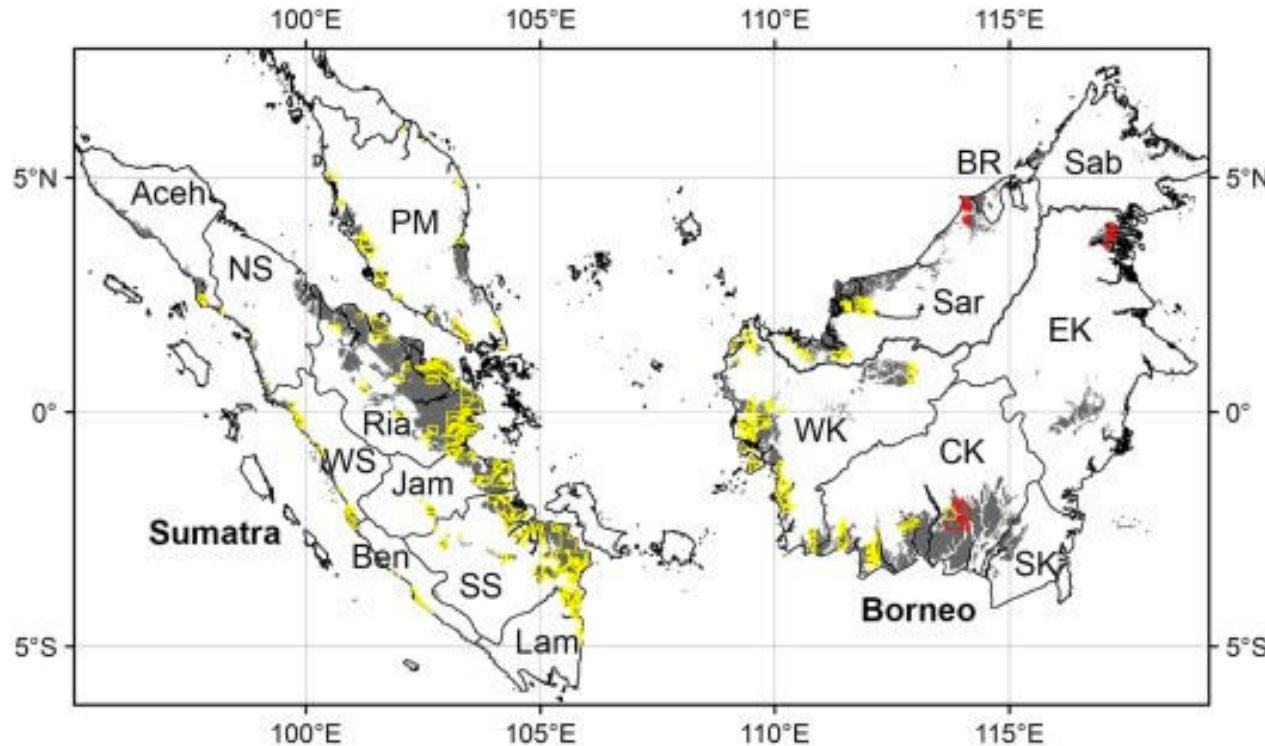 100°E 105°E 110°E 115°E
BR Sab
5°N Aceh PM 5°N
NS Sar EK
0° Ria WK 0°
WS CK
Jam
Sumatra
Ben SS SK
Borneo
5°S Lam 5°S
100°E 105°E 110°E 115°E